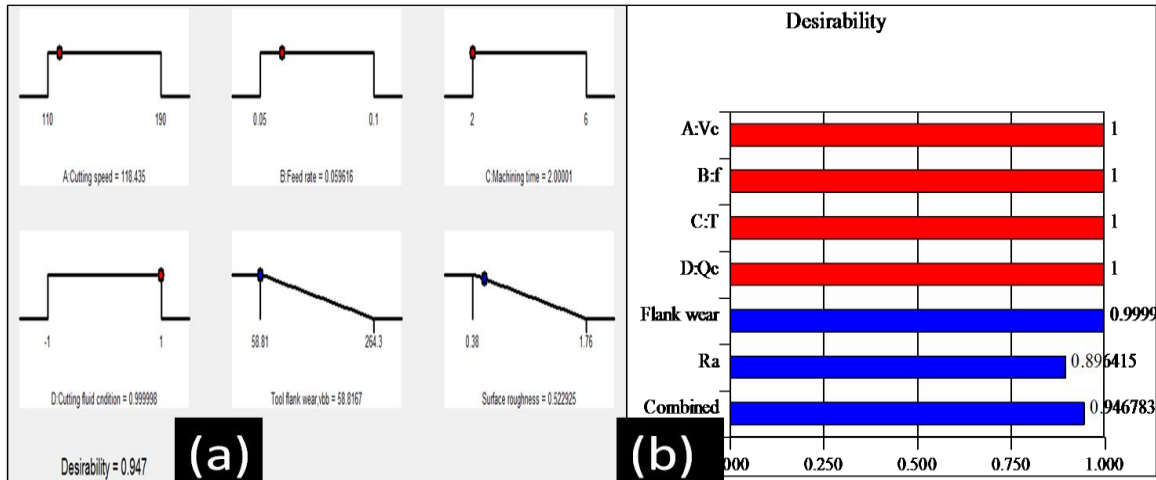 110
190
A:Cutting speed = 118.435
0.05
0.1
B:Feed rate = 0.059616
2
6
C:Machining time = 2.00001
-1
1
D:Cutting fluid cndition = 0.999998
58.81
264.3
Tool flank wear,vbb = 58.8167
0.38
1.76
Surface roughness = 0.522925
Desirability = 0.947
(a)
Desirability
A:Vc
1
B:f
1
C:T
1
D:Qc
1
Flank wear
0.9999
Ra
0.896415
Combined
0.946783
000
0.250
0.500
0.750
1.000
(b)